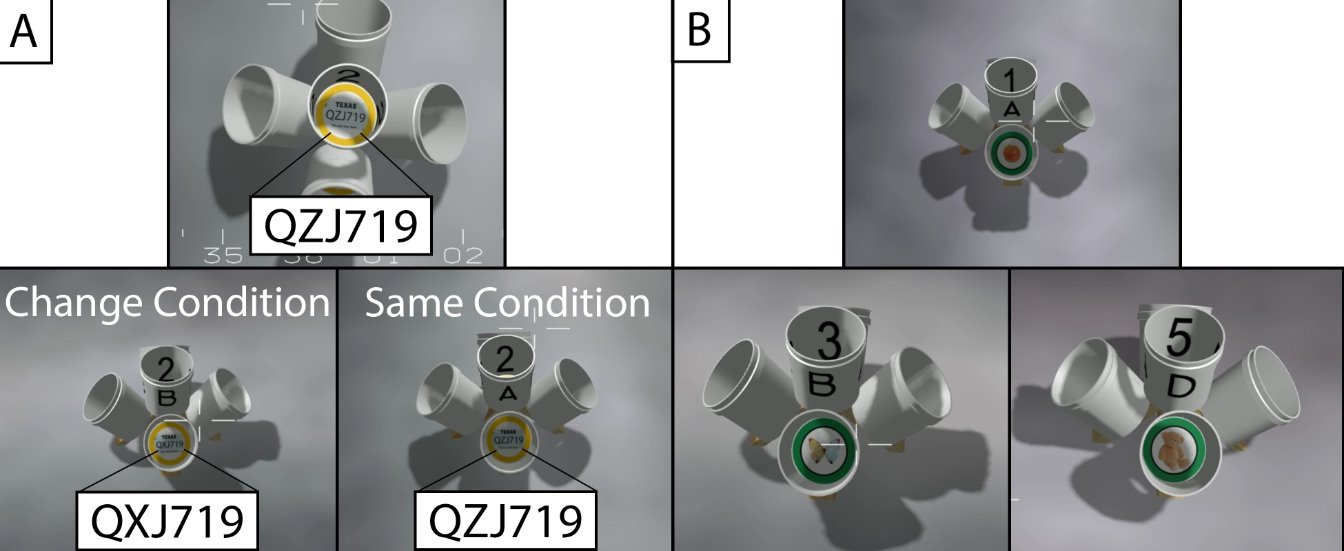 A
2
TEXAS
QZJ719
QZJ719
35
01
02
B
1
A
Change Condition
2
B
TEXAS
QXJ719
QXJ719
Same Condition
2
A
TEXAS
QZJ719
QZJ719
3
B
5
D